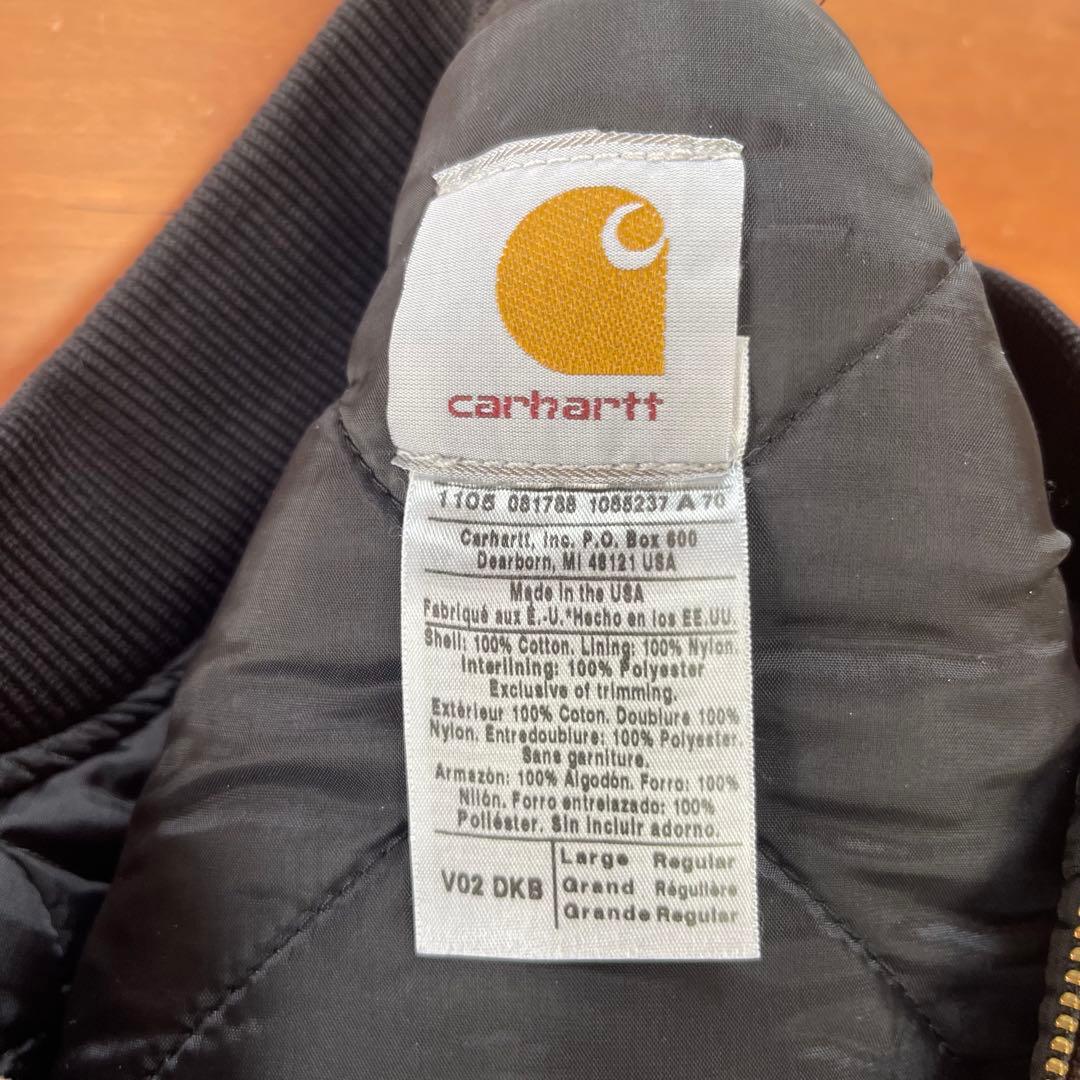 carhartt
1105 081788 1085237 A 70
Carhartt, Inc. P.O. Box 600
Dearborn, MI 48121 USA
Made in the USA
Fabriqué aux É.-U.*Hecho en los EE.UU.
Shell: 100% Cotton. Lining: 100% Nylon.
Interlining: 100% Polyester
Exclusive of trimming.
Extérieur 100% Coton. Doublure 100%
Nylon. Entredoublure: 100% Polyester.
Sans garniture.
Armazón: 100% Algodón. Forro: 100%
Nilón. Forro entrelazado: 100%
Poliéster. Sin incluir adorno.
V02 DKB
Large Regular
Grand Régulière
Grande Regular